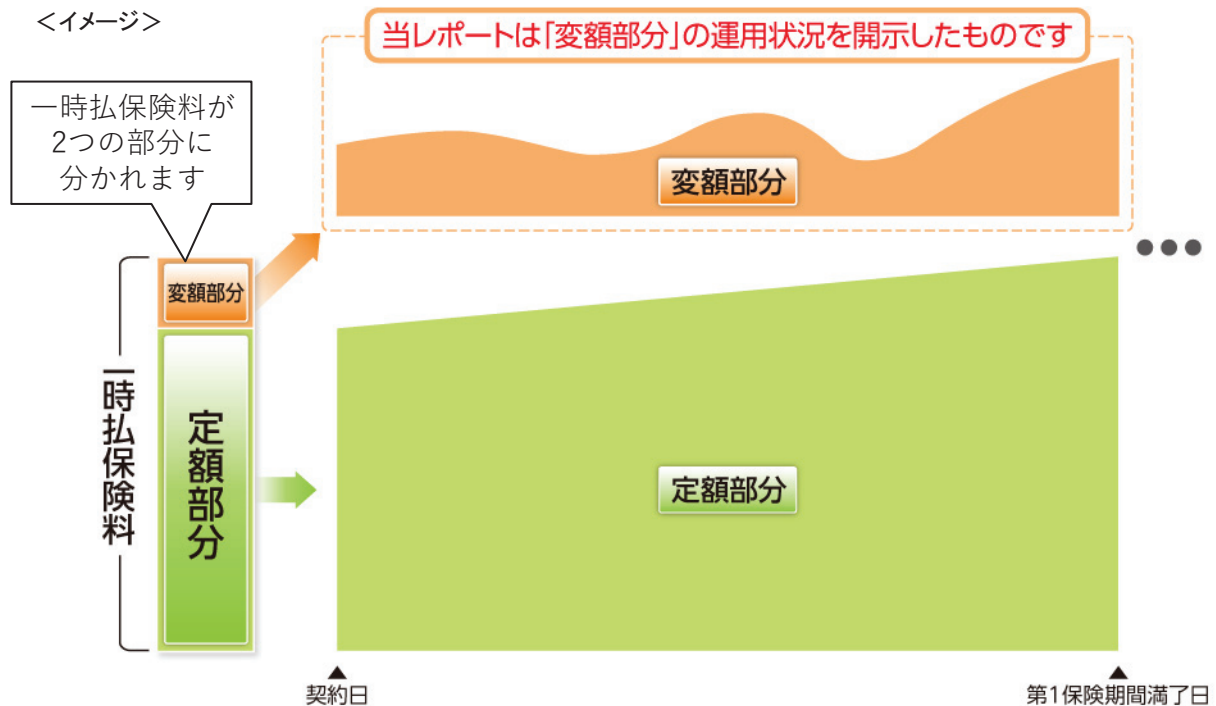 ＜イメージ＞
当レポートは「変額部分」の運用状況を開示したものです
一時払保険料が
2つの部分に
分かれます
変額部分
変額部分
一時払保険料
定額部分
定額部分
●●●
契約日
第1保険期間満了日